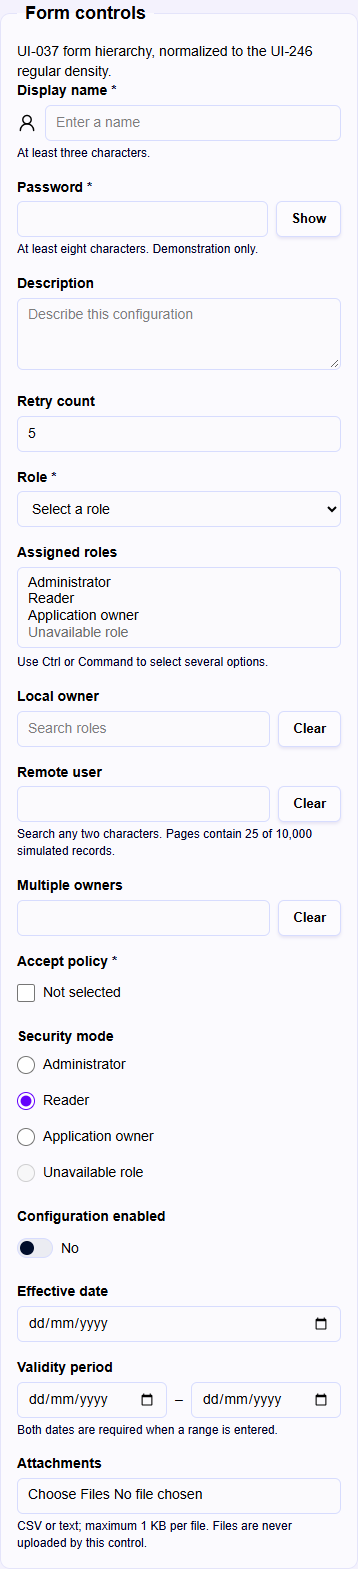 Form controls
UI-037 form hierarchy, normalized to the UI-246
regular density.
Display name *
Enter a name
At least three characters.
Password *
Show
At least eight characters. Demonstration only.
Description
Describe this configuration
Retry count
5
Role *
Select a role
Assigned roles
Administrator
Reader
Application owner
Unavailable role
Use Ctrl or Command to select several options.
Local owner
Search roles
Clear
Remote user
Clear
Search any two characters. Pages contain 25 of 10,000
simulated records.
Multiple owners
Clear
Accept policy *
Not selected
Security mode
Administrator
Reader
Application owner
Unavailable role
Configuration enabled
No
Effective date
dd/mm/yyyy
Validity period
dd/mm/yyyy – dd/mm/yyyy
Both dates are required when a range is entered.
Attachments
Choose Files No file chosen
CSV or text; maximum 1 KB per file. Files are never
uploaded by this control.